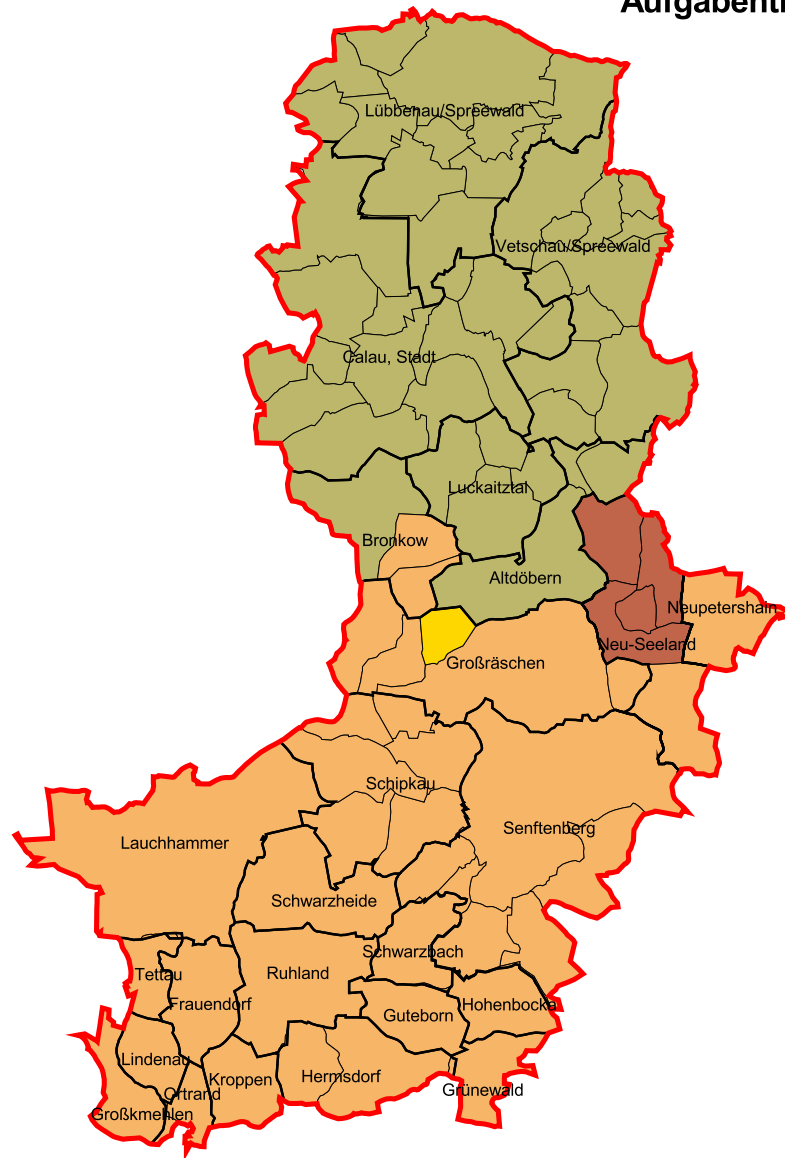 Lübbenau/Spreewald
Vetschau/Spreewald
Calau, Stadt
Luckaitztal
Bronkow
Altdöbern
Neupetershain
Neu-Seeland
Großräschen
Schipkau
Senftenberg
Lauchhammer
Schwarzheide
Schwarzbach
Tettau
Ruhland
Frauendorf
Hohenbocka
Guteborn
Lindenau
Kroppen
Hermsdorf
Ortrand
Grünewald
Großkmehlen